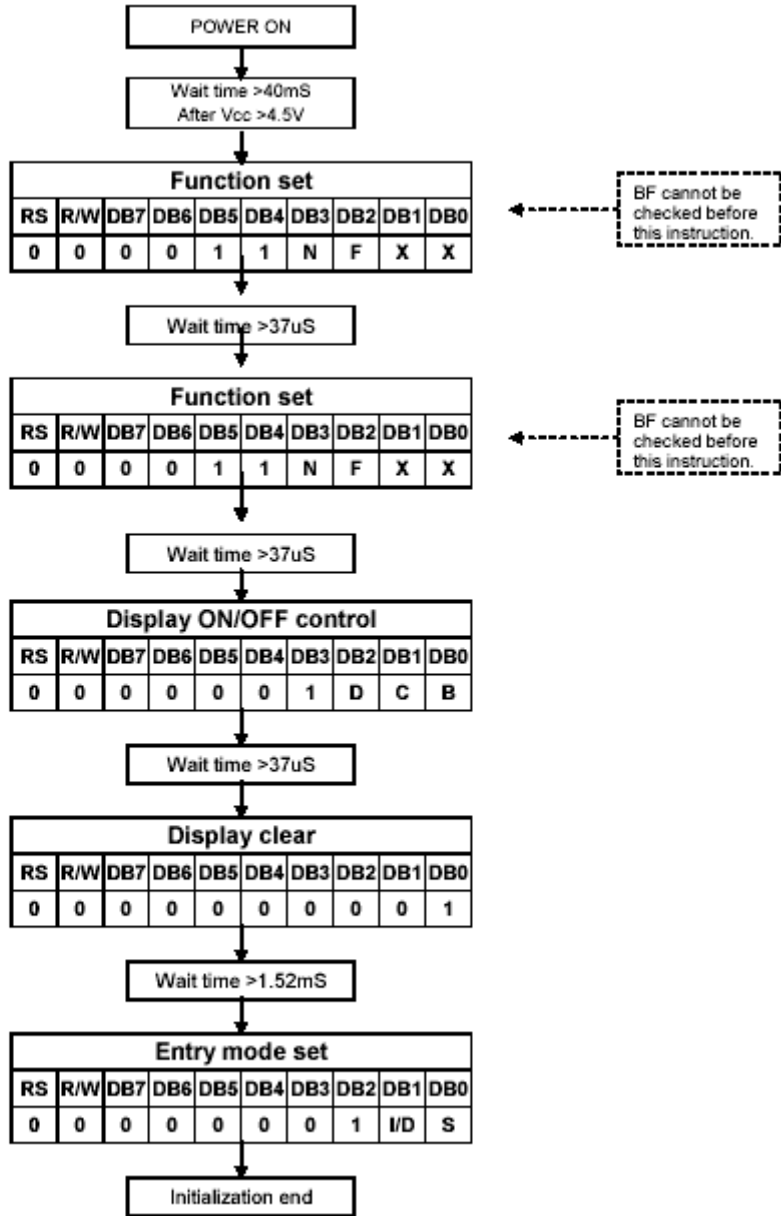 POWER ON
Wait time >40mS
After Vcc >4.5V
Function set
RS R/W DB7 DB6 DB5 DB4 DB3 DB2 DB1 DB0
0 0 0 0 1 1 N F X X
BF cannot be
checked before
this instruction.
Wait time >37uS
Function set
RS R/W DB7 DB6 DB5 DB4 DB3 DB2 DB1 DB0
0 0 0 0 1 1 N F X X
BF cannot be
checked before
this instruction.
Wait time >37uS
Display ON/OFF control
RS R/W DB7 DB6 DB5 DB4 DB3 DB2 DB1 DB0
0 0 0 0 0 0 1 D C B
Wait time >37uS
Display clear
RS R/W DB7 DB6 DB5 DB4 DB3 DB2 DB1 DB0
0 0 0 0 0 0 0 0 0 1
Wait time >1.52mS
Entry mode set
RS R/W DB7 DB6 DB5 DB4 DB3 DB2 DB1 DB0
0 0 0 0 0 0 0 1 I/D S
Initialization end